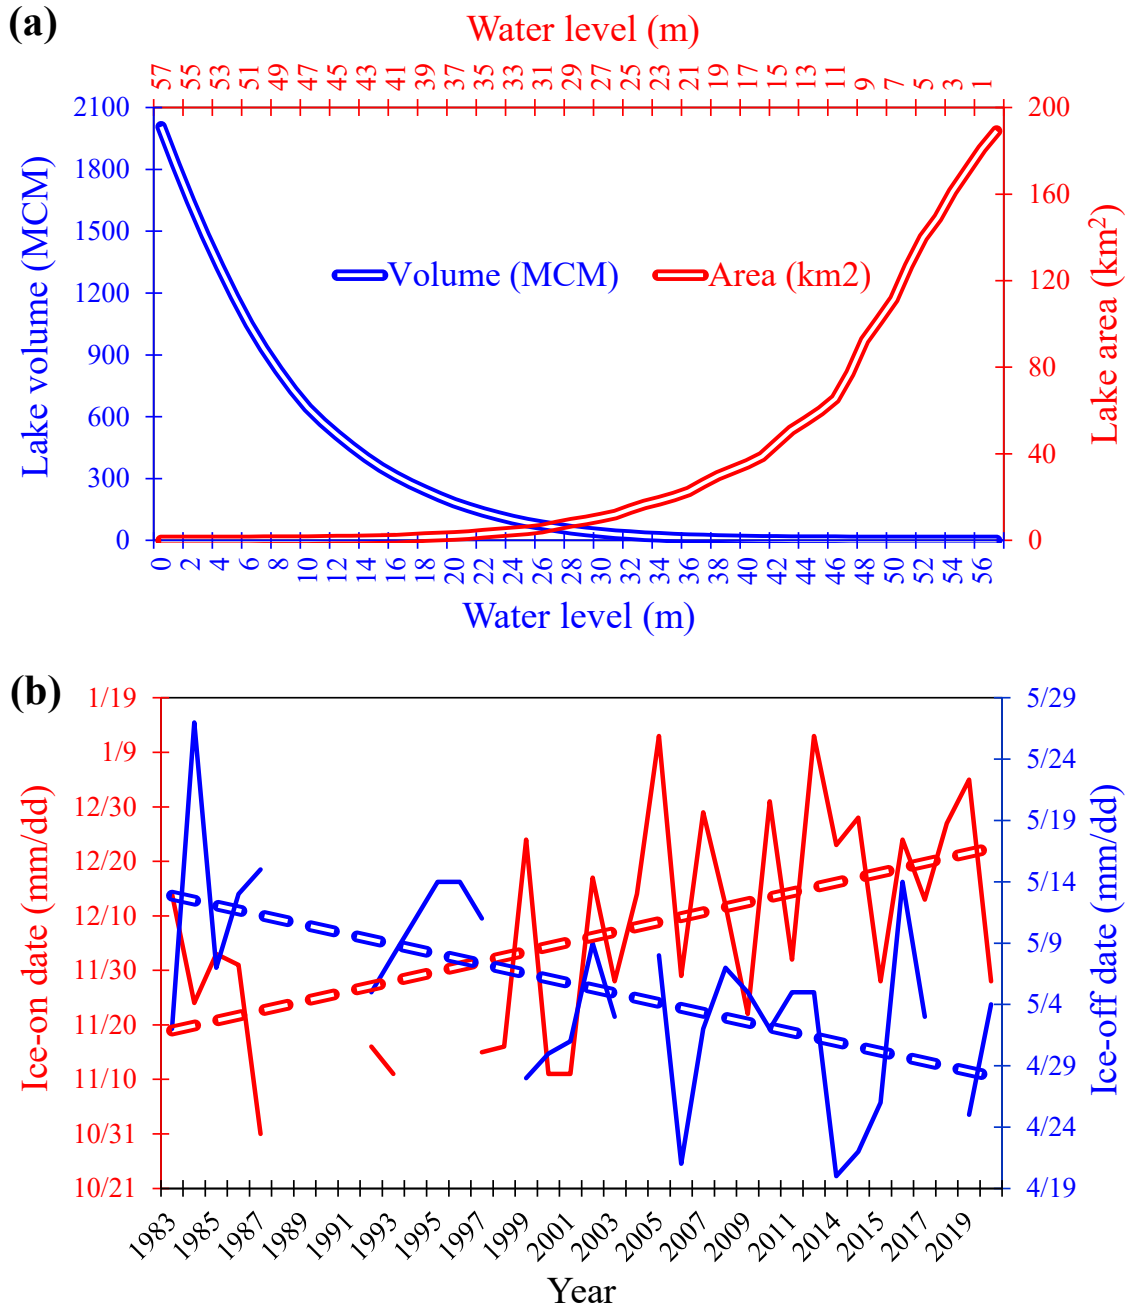 (a)
Water level (m)
57 55 53 51 49 47 45 43 41 39 37 35 33 31 29 27 25 23 21 19 17 15 13 11 9 7 5 3 1
Lake volume (MCM)
2100
1800
1500
1200
900
600
300
0
Volume (MCM) Area (km2)
200
160
120
80
40
0
Lake area (km²)
0 2 4 6 8 10 12 14 16 18 20 22 24 26 28 30 32 34 36 38 40 42 44 46 48 50 52 54 56
Water level (m)
(b)
Ice-on date (mm/dd)
1/19
1/9
12/30
12/20
12/10
11/30
11/20
11/10
10/31
10/21
5/29
5/24
5/19
5/14
5/9
5/4
4/29
4/24
4/19
Ice-off date (mm/dd)
1983 1985 1987 1989 1991 1993 1995 1997 1999 2001 2003 2005 2007 2009 2011 2014 2015 2017 2019
Year